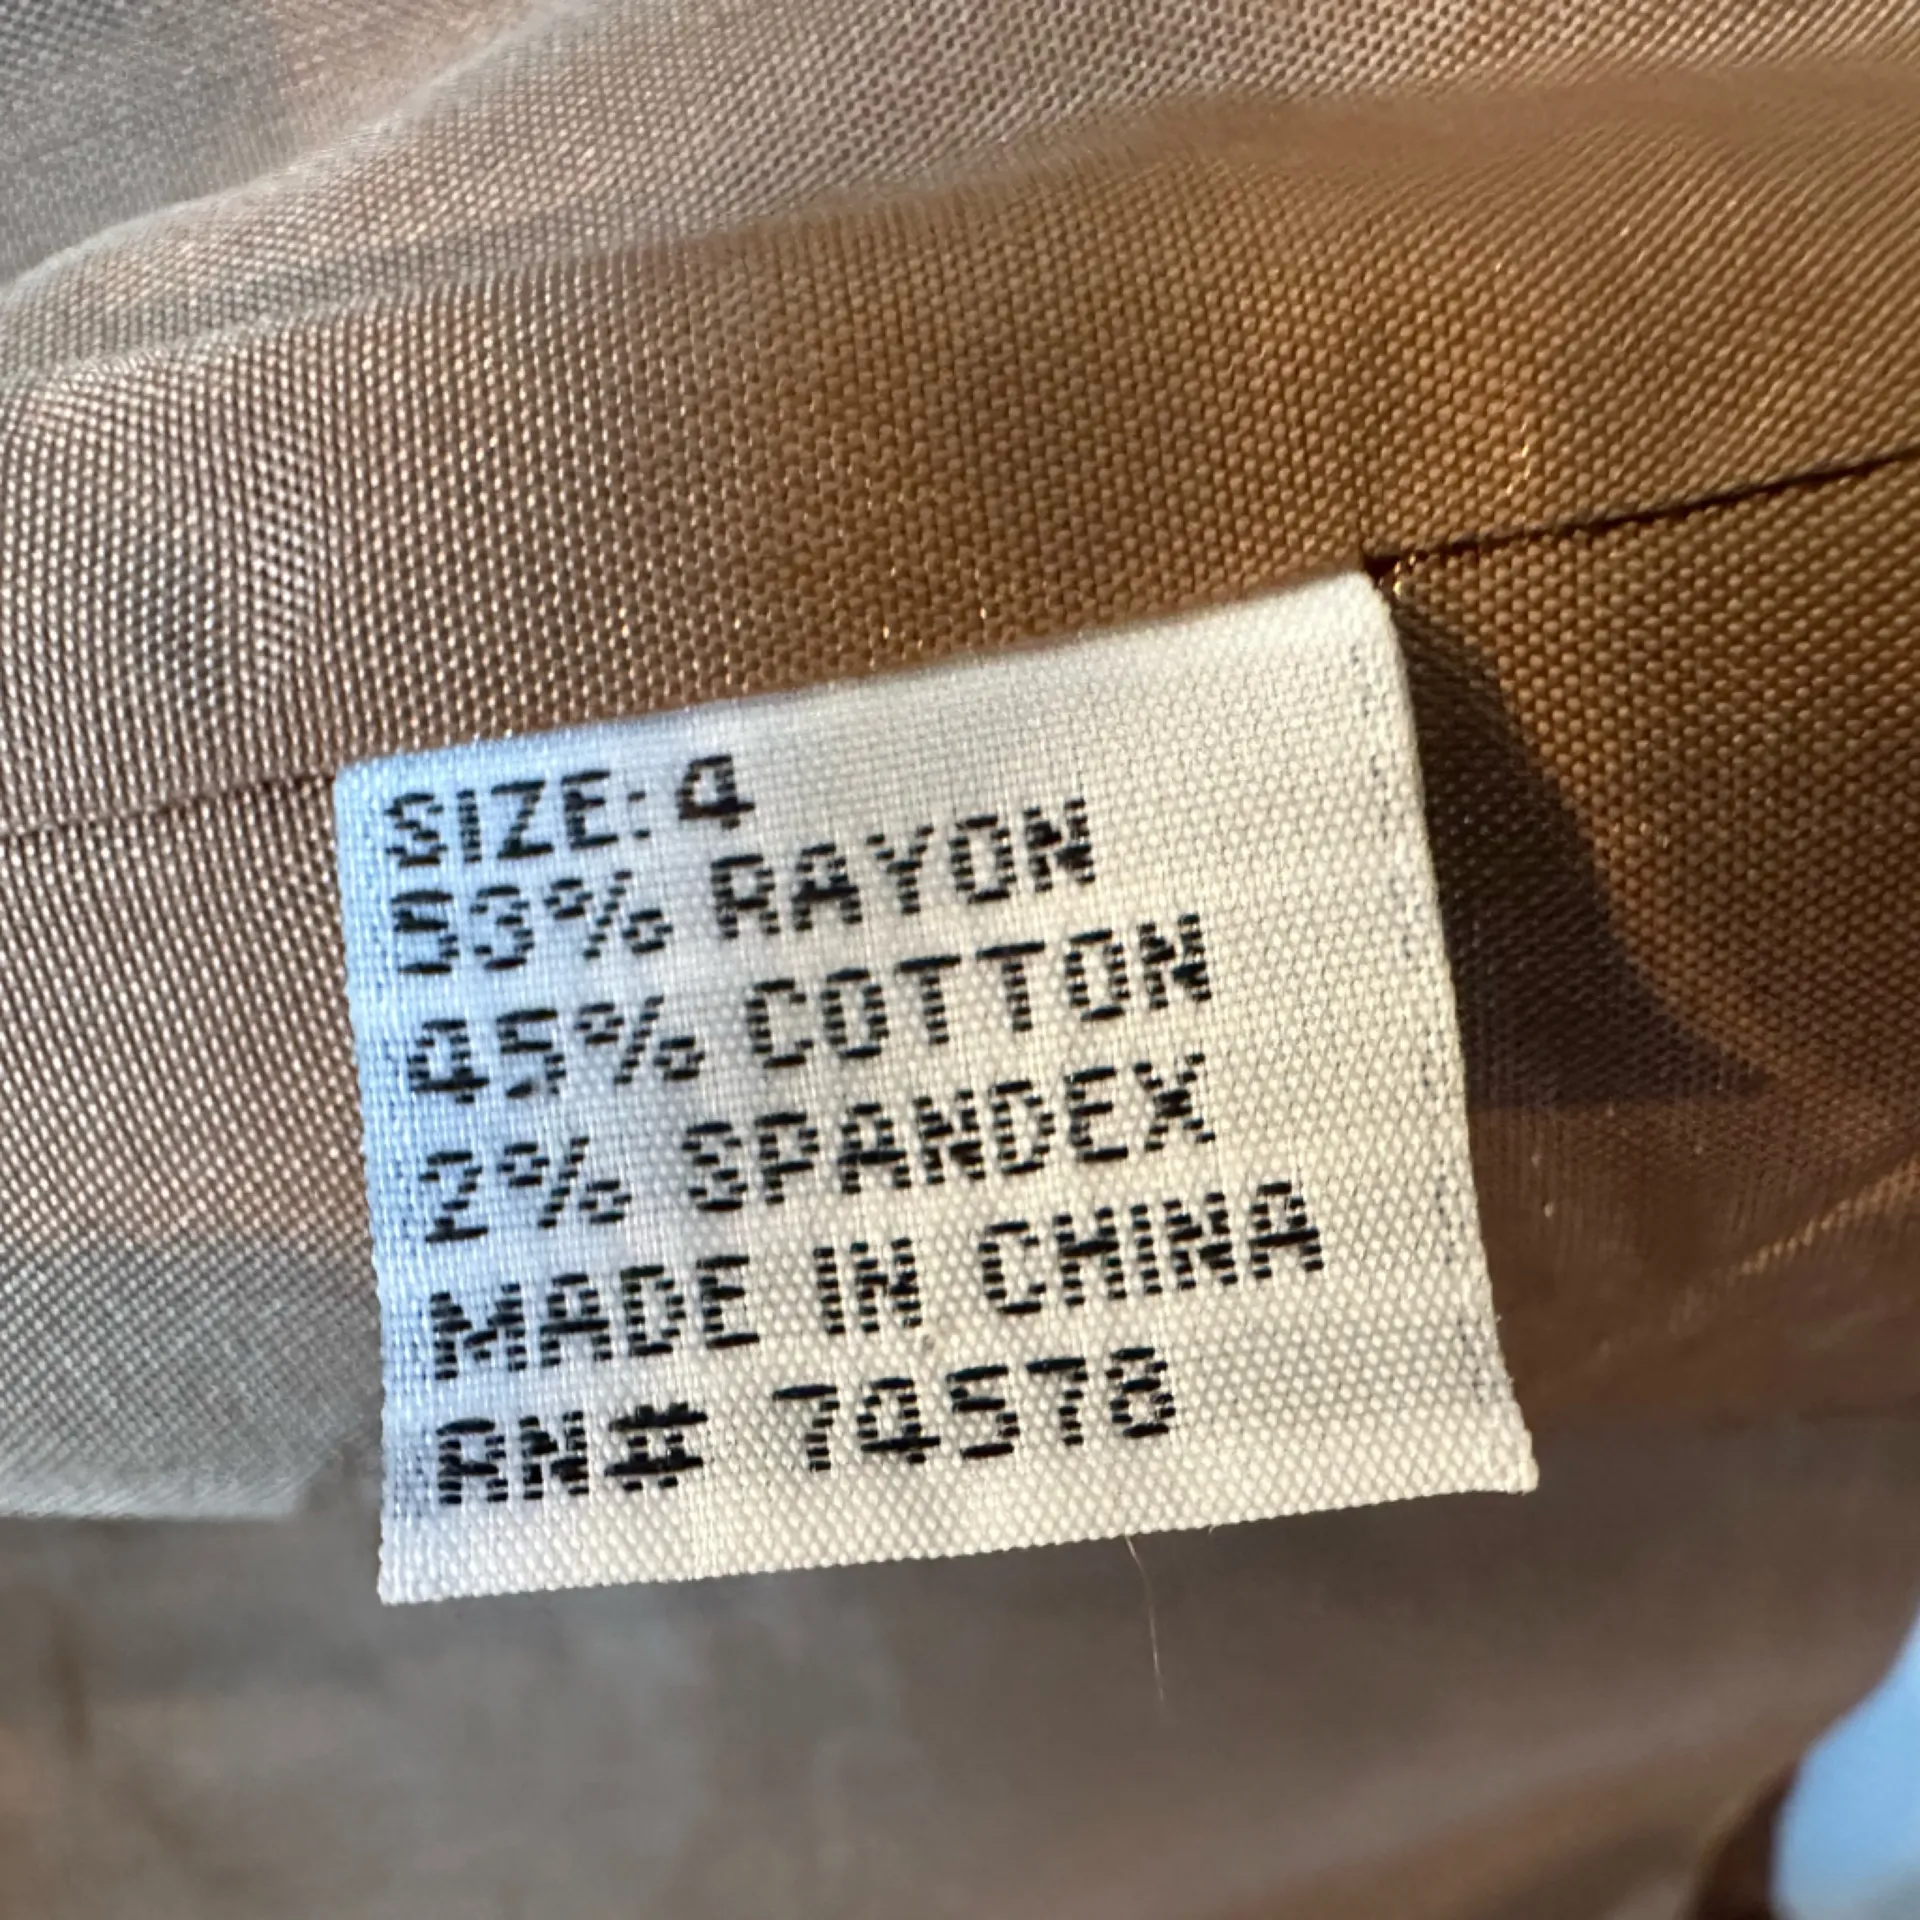 SIZE: 4
53% RAYON
45% COTTON
2% SPANDEX
MADE IN CHINA
RN# 74578